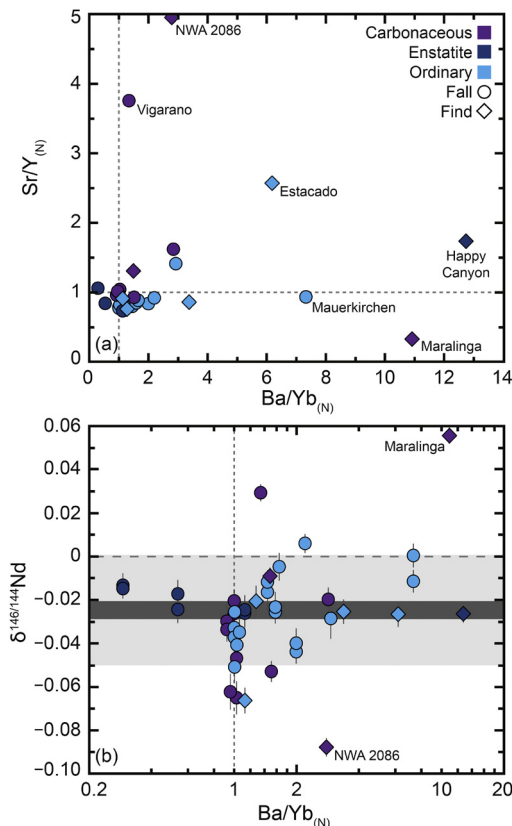 5
4
3
2
1
0
Sr/Y(N)
NWA 2086
Carbonaceous
Enstatite
Ordinary
Fall
Find
Vigarano
Estacado
Happy
Canyon
Mauerkirchen
Maralinga
(a)
0 2 4 6 8 10 12 14
Ba/Yb(N)
0.06
0.04
0.02
0
−0.02
−0.04
−0.06
−0.08
−0.10
δ146/144Nd
Maralinga
NWA 2086
(b)
0.2 1 2 10 20
Ba/Yb(N)